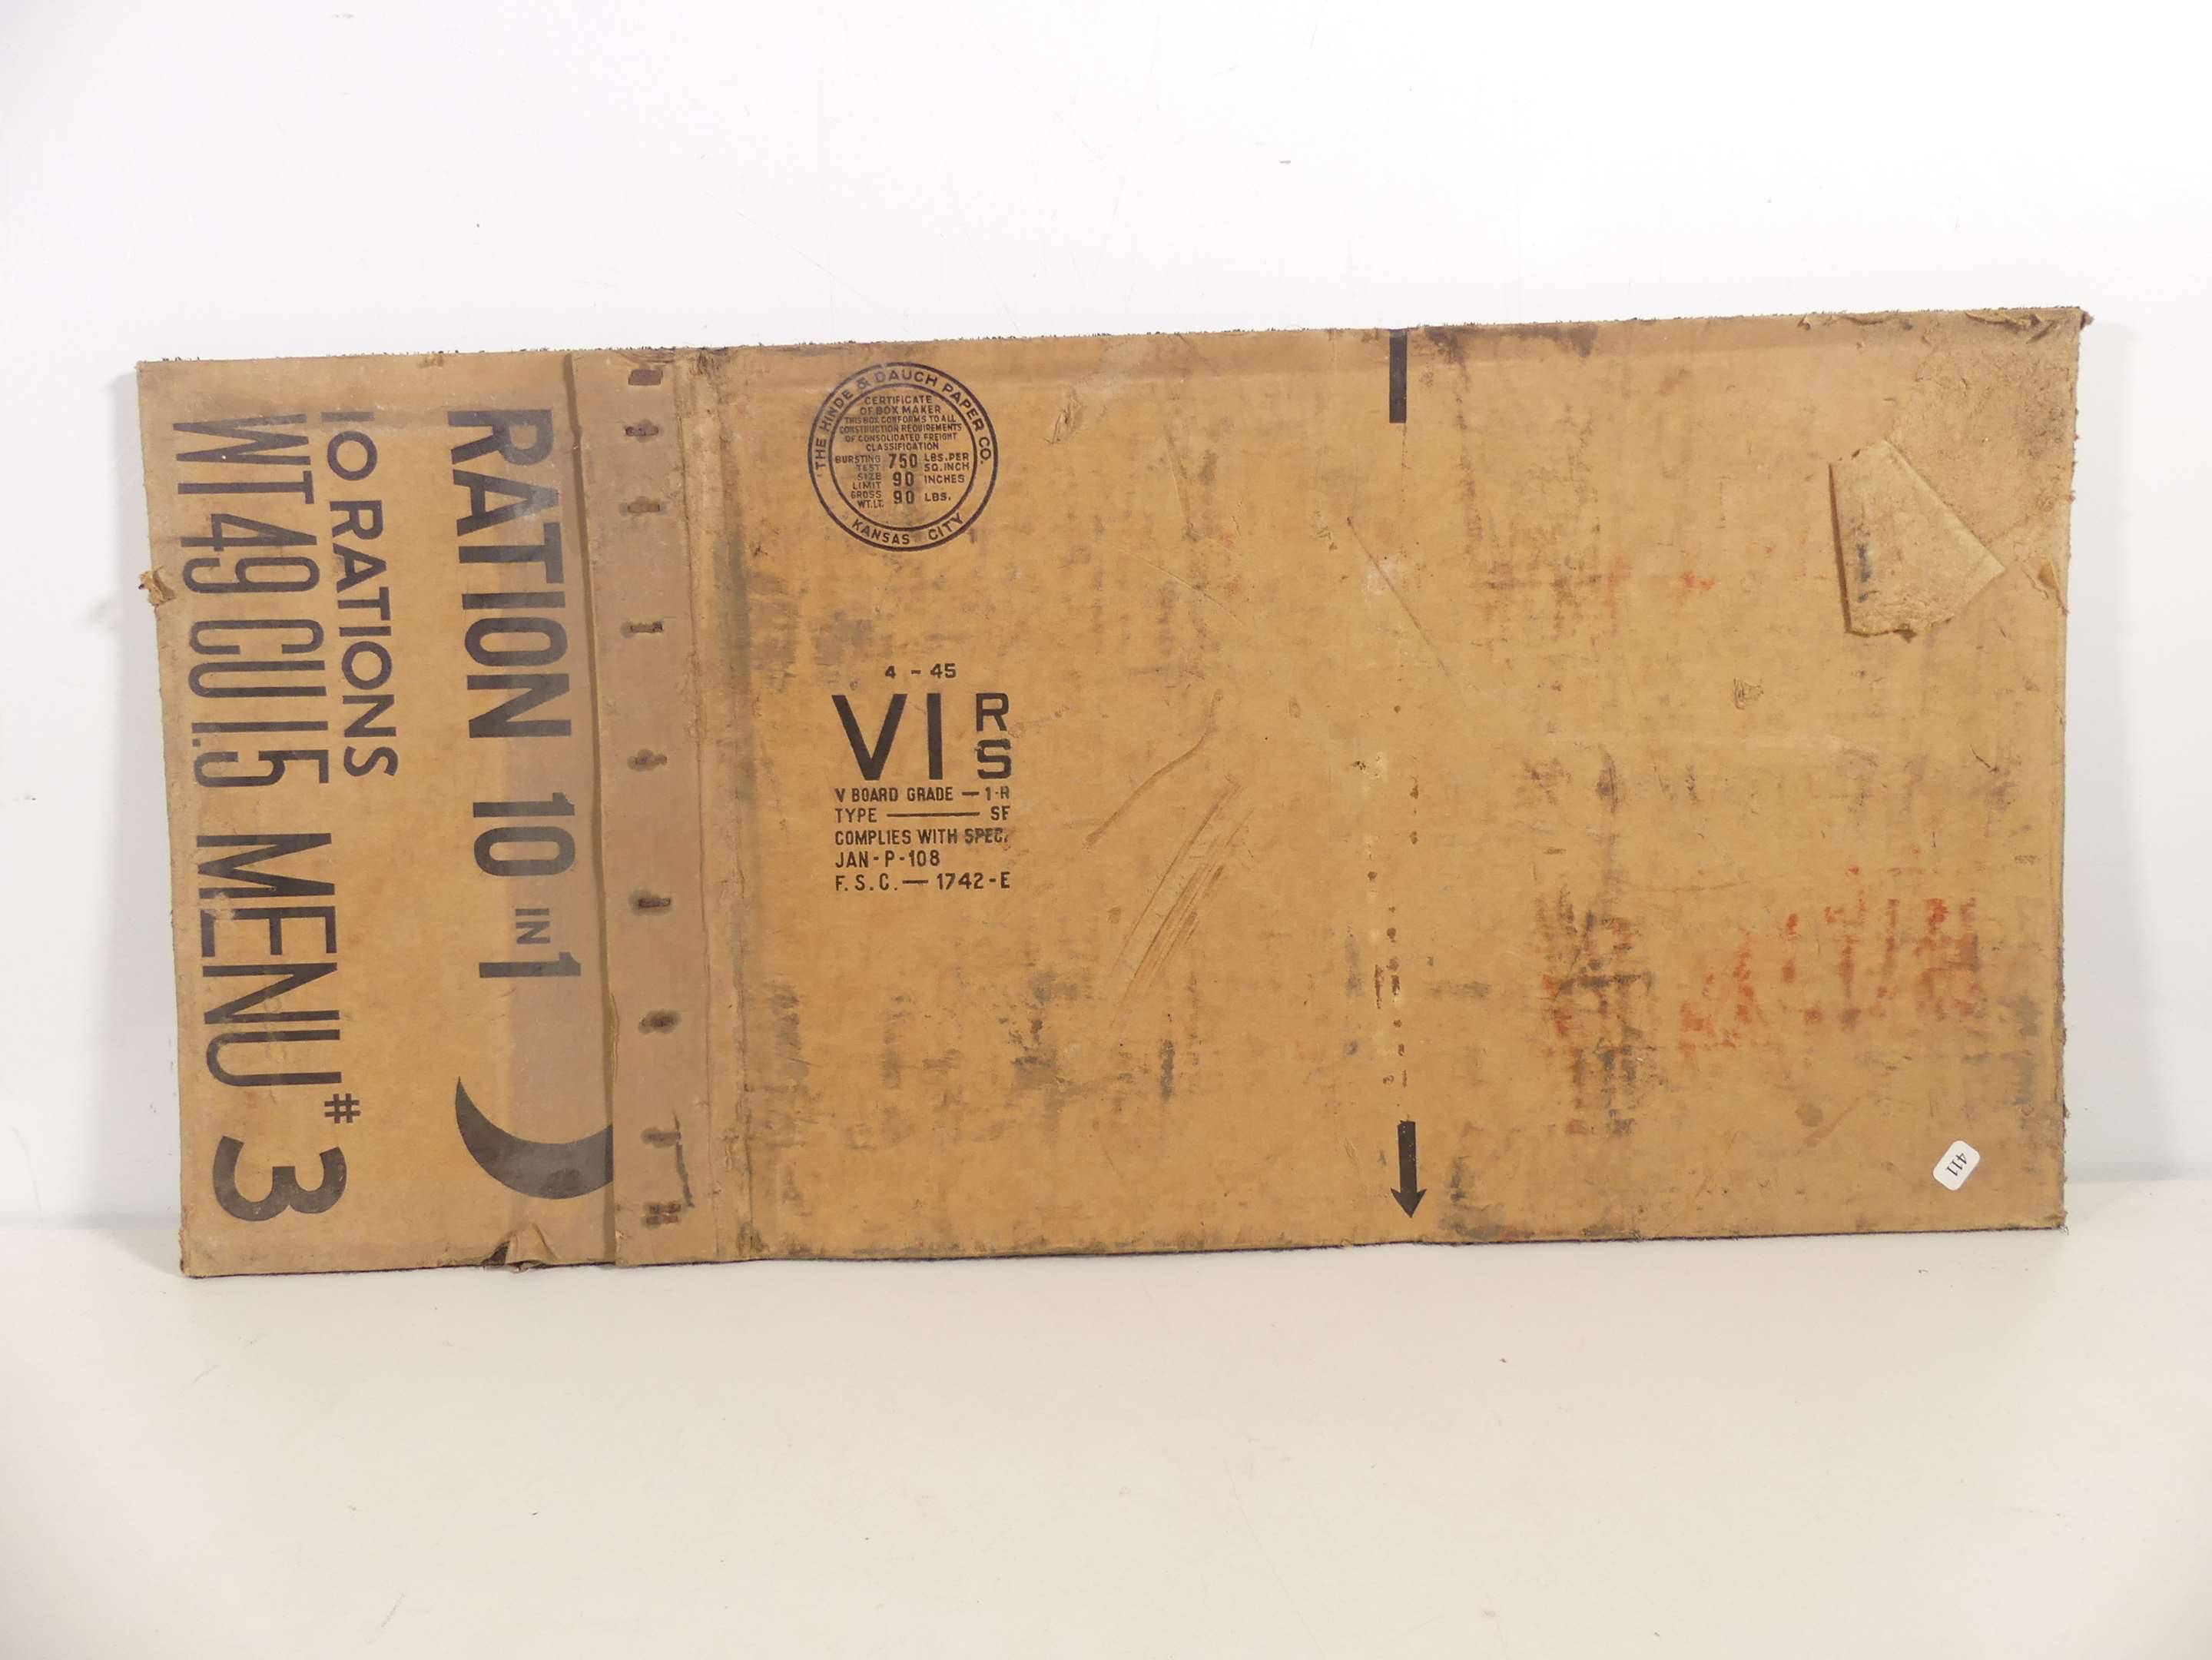 RATION 10 IN 1
10 RATIONS
WT 49 CU 1.5 MENU # 3
THE HINDE & DAUCH PAPER CO.
CERTIFICATE
OF BOX MAKER
THIS BOX CONFORMS TO ALL
CONSTRUCTION REQUIREMENTS
OF CONSOLIDATED FREIGHT
CLASSIFICATION
BURSTING TEST 750 LBS. PER SQ. INCH
SIZE LIMIT 90 INCHES
GROSS WT. LT. 90 LBS.
KANSAS CITY
4 - 45
V1 R S
V BOARD GRADE — 1-R
TYPE — SF
COMPLIES WITH SPEC.
JAN-P-108
F. S. C. — 1742-E
411